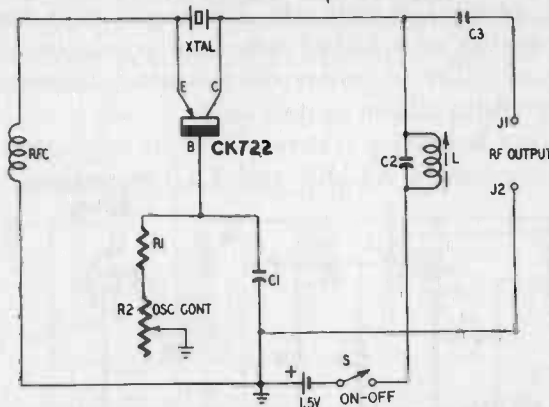 C3
XTAL
E
C
J1
B
CK722
RFC
C2
L
RF OUTPUT
J2
R1
R2
OSC CONT
C1
+
S
1.5V
ON-OFF